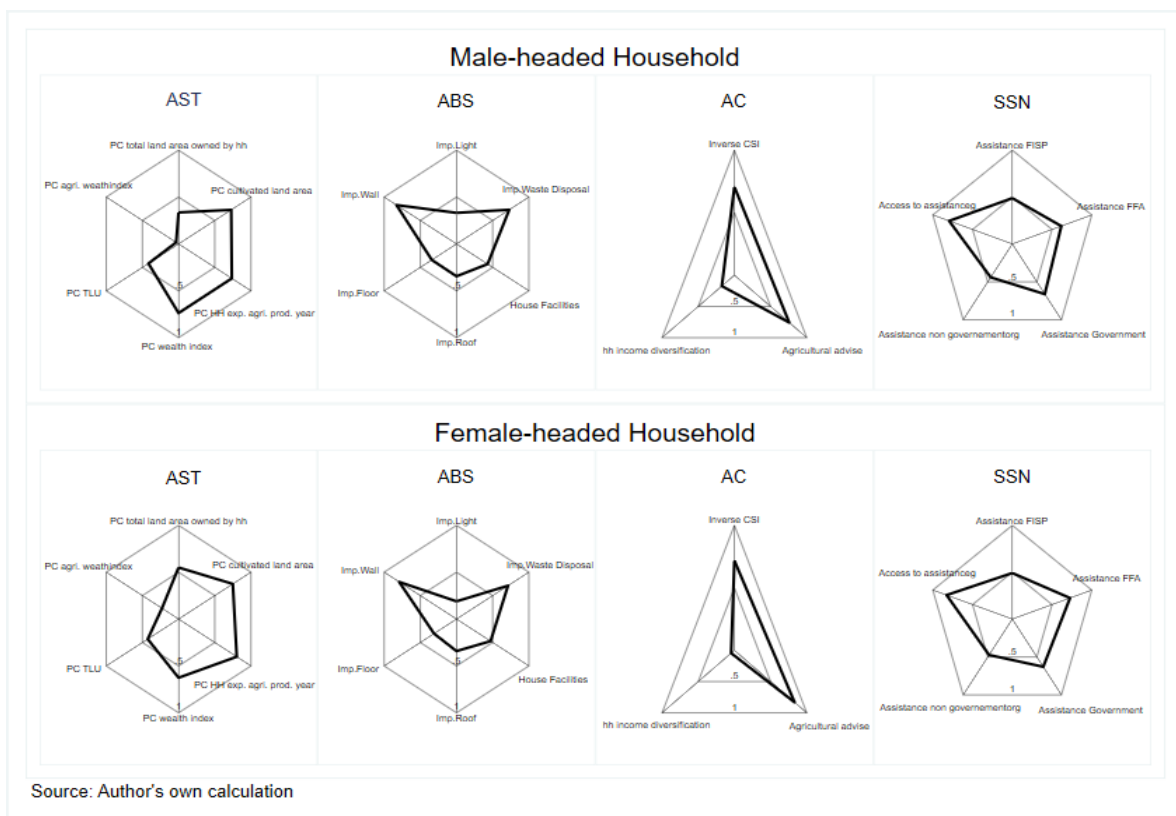 Male-headed Household
AST
ABS
AC
SSN
PC total land area owned by hh
PC agri. weathindex
PC cultivated land area
PC TLU
.5
PC HH exp. agri. prod. year
1
PC wealth index
Imp.Light
Imp.Wall
Imp.Waste Disposal
Imp.Floor
.5
House Facilities
1
Imp.Roof
Inverse CSI
.5
1
hh income diversification
Agricultural advise
Assistance FISP
Access to assistanceg
Assistance FFA
.5
1
Assistance non governementorg
Assistance Government
Female-headed Household
AST
ABS
AC
SSN
PC total land area owned by hh
PC agri. weathindex
PC cultivated land area
PC TLU
.5
PC HH exp. agri. prod. year
1
PC wealth index
Imp.Light
Imp.Wall
Imp.Waste Disposal
Imp.Floor
.5
House Facilities
1
Imp.Roof
Inverse CSI
.5
1
hh income diversification
Agricultural advise
Assistance FISP
Access to assistanceg
Assistance FFA
.5
1
Assistance non governementorg
Assistance Government
Source: Author's own calculation